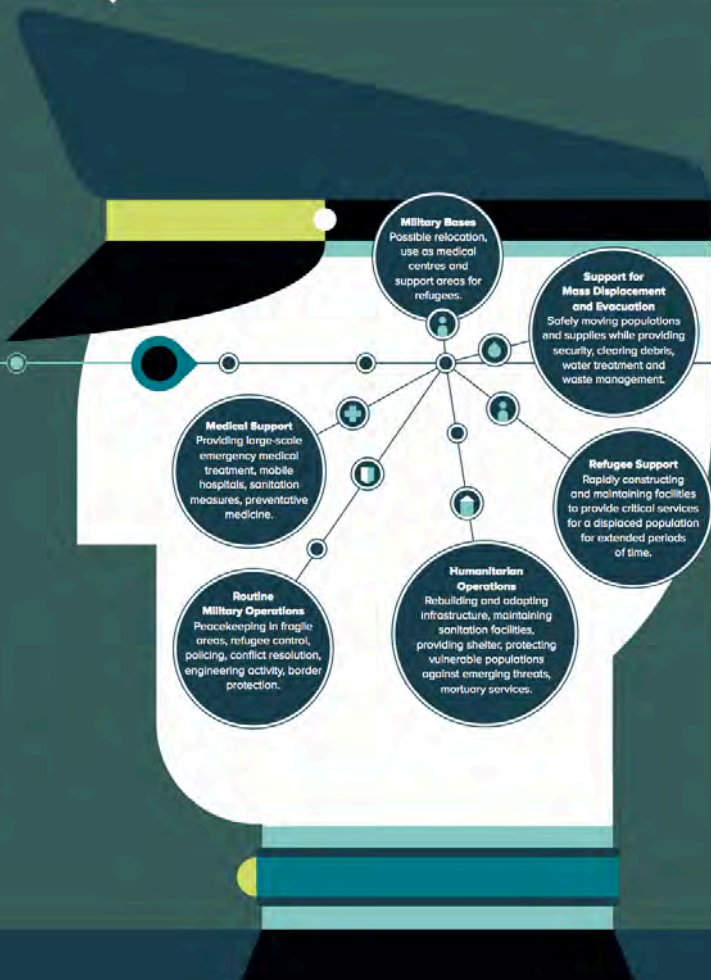 Military Bases
Possible relocation,
use as medical
centres and
support areas for
refugees.
Support for
Mass Displacement
and Evacuation
Safely moving populations
and supplies while providing
security, clearing debris,
water treatment and
waste management.
Medical Support
Providing large-scale
emergency medical
treatment, mobile
hospitals, sanitation
measures, preventative
medicine.
Refugee Support
Rapidly constructing
and maintaining facilities
to provide critical services
for a displaced population
for extended periods
of time.
Routine
Military Operations
Peacekeeping in fragile
areas, refugee control,
policing, conflict resolution,
engineering activity, border
protection.
Humanitarian
Operations
Rebuilding and adapting
infrastructure, maintaining
sanitation facilities,
providing shelter, protecting
vulnerable populations
against emerging threats,
mortuary services.